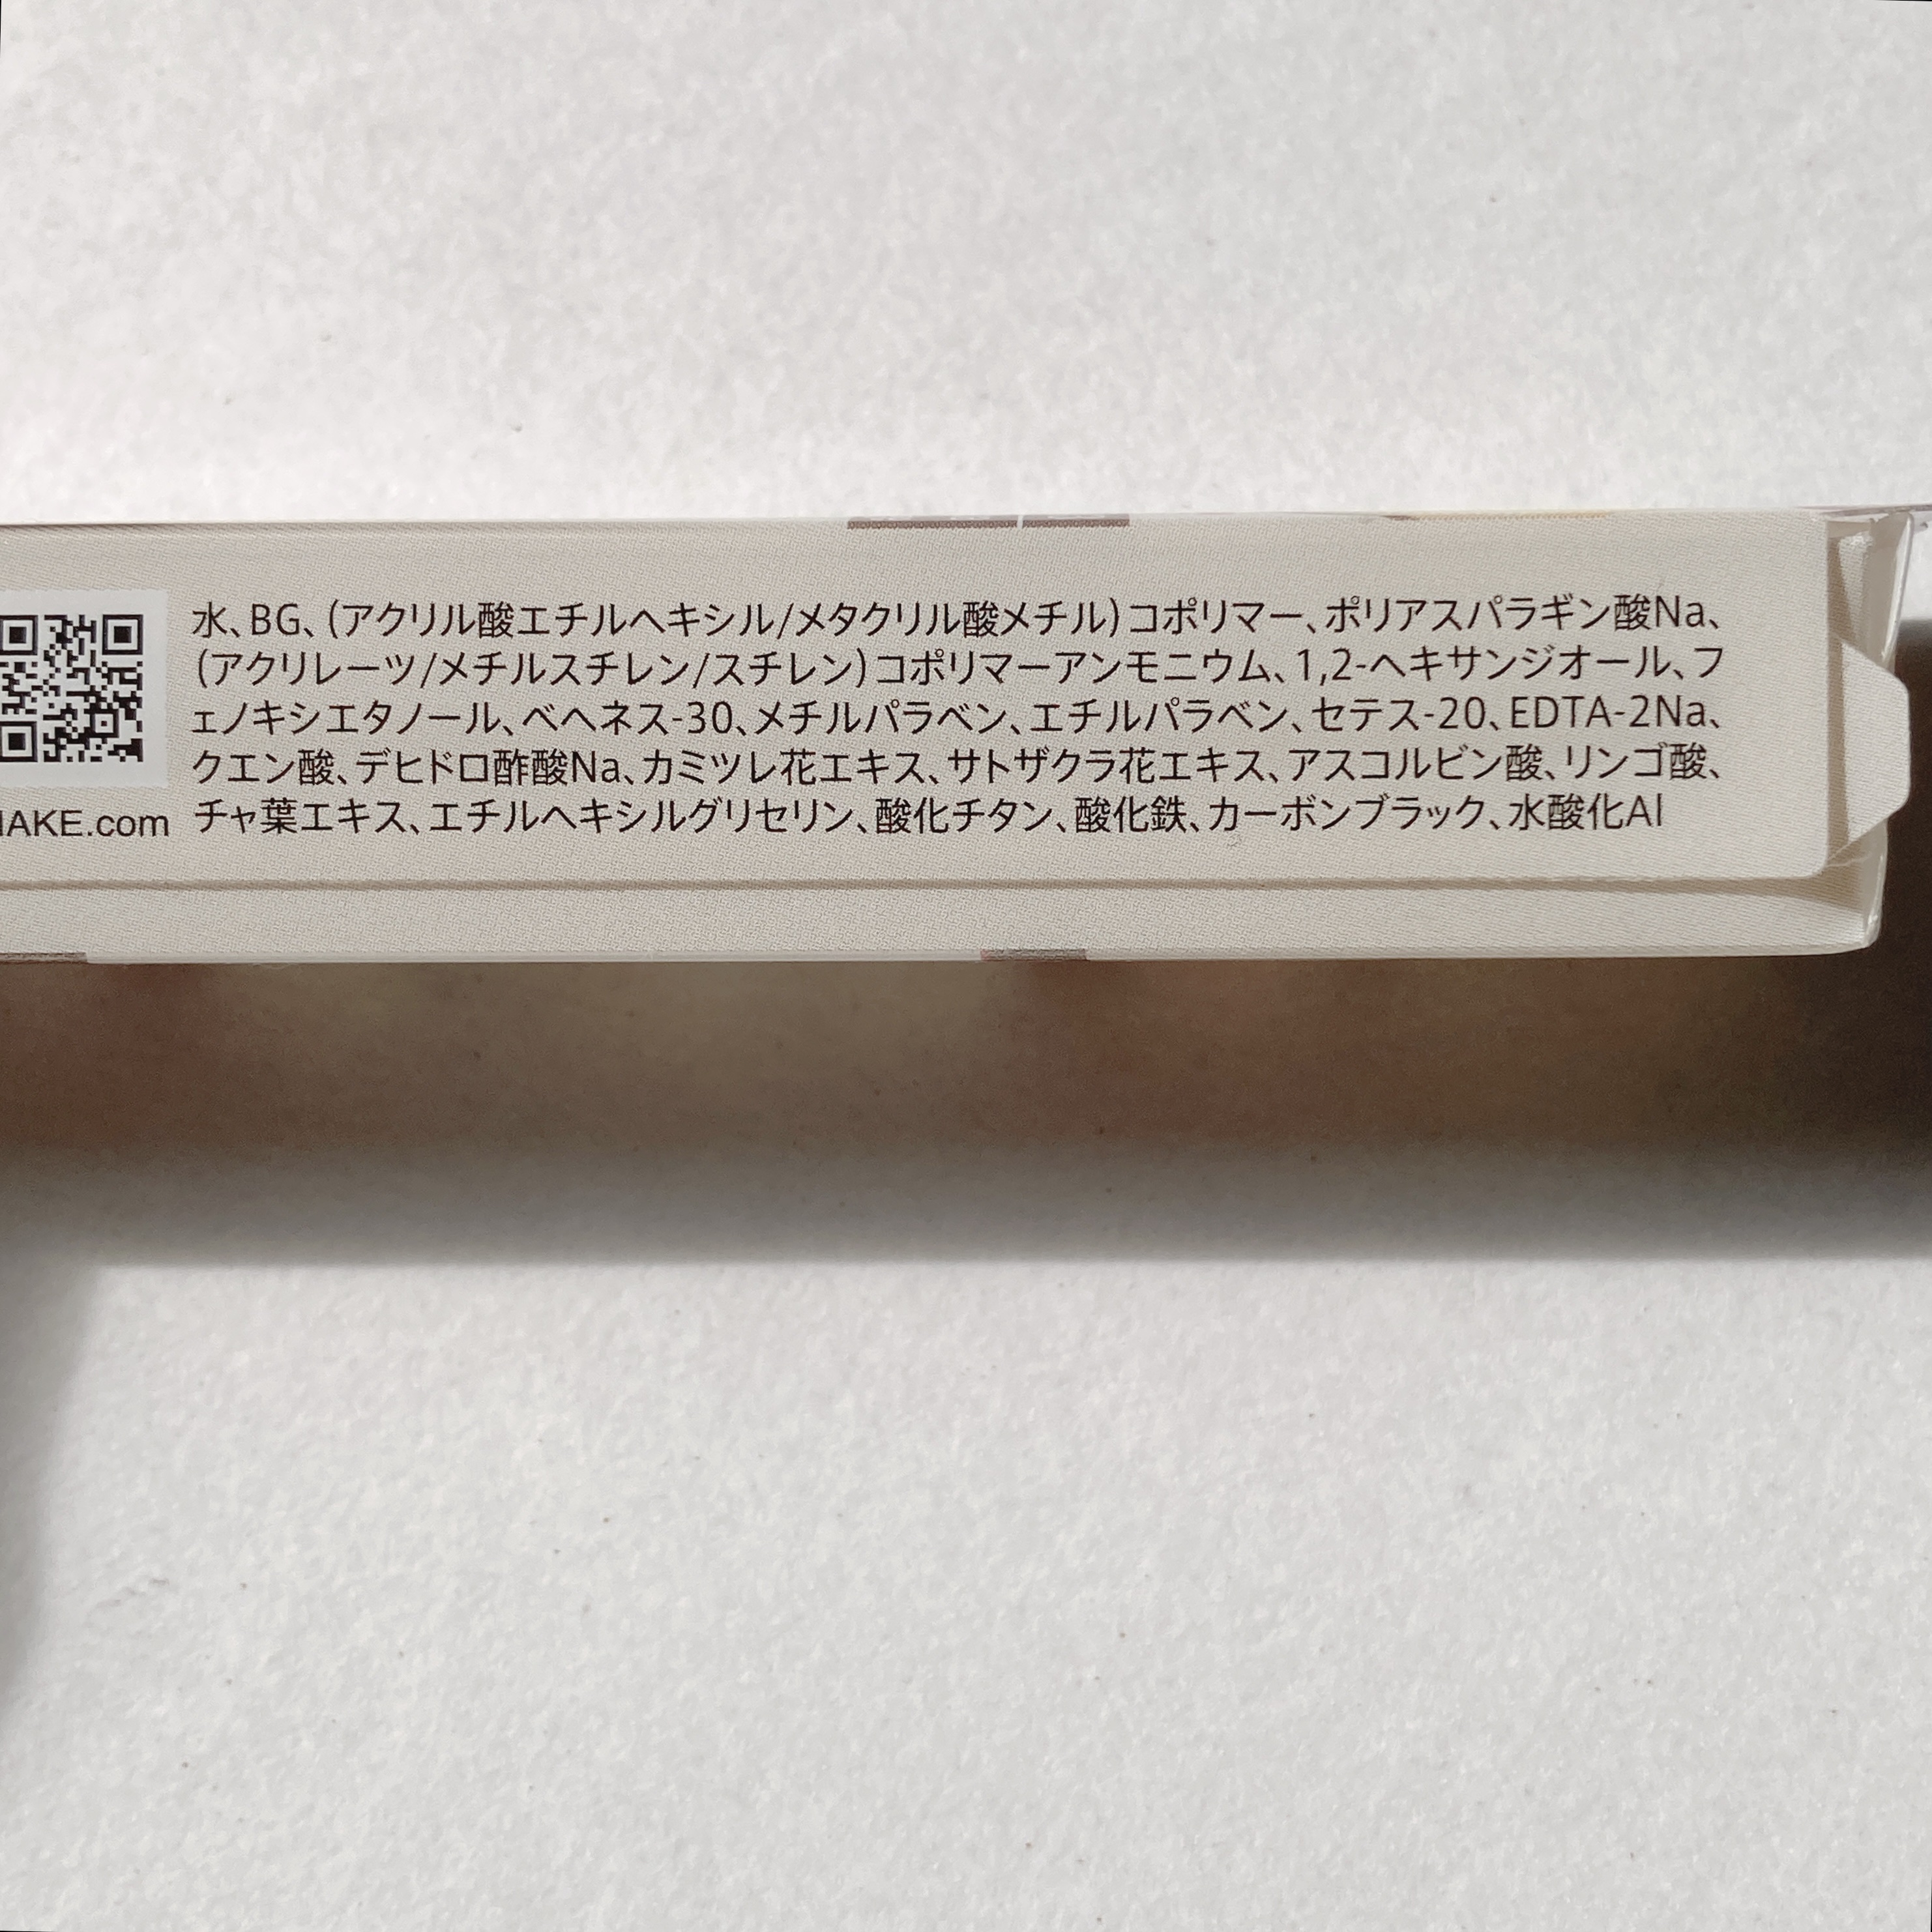 水、BG、(アクリル酸エチルヘキシル/メタクリル酸メチル)コポリマー、ポリアスパラギン酸Na、
(アクリレーツ/メチルスチレン/スチレン)コポリマーアンモニウム、1,2-ヘキサンジオール、フ
ェノキシエタノール、ベヘネス-30、メチルパラベン、エチルパラベン、セテス-20、EDTA-2Na、
クエン酸、デヒドロ酢酸Na、カミツレ花エキス、サトザクラ花エキス、アスコルビン酸、リンゴ酸、
チャ葉エキス、エチルヘキシルグリセリン、酸化チタン、酸化鉄、カーボンブラック、水酸化Al
MAKE.com